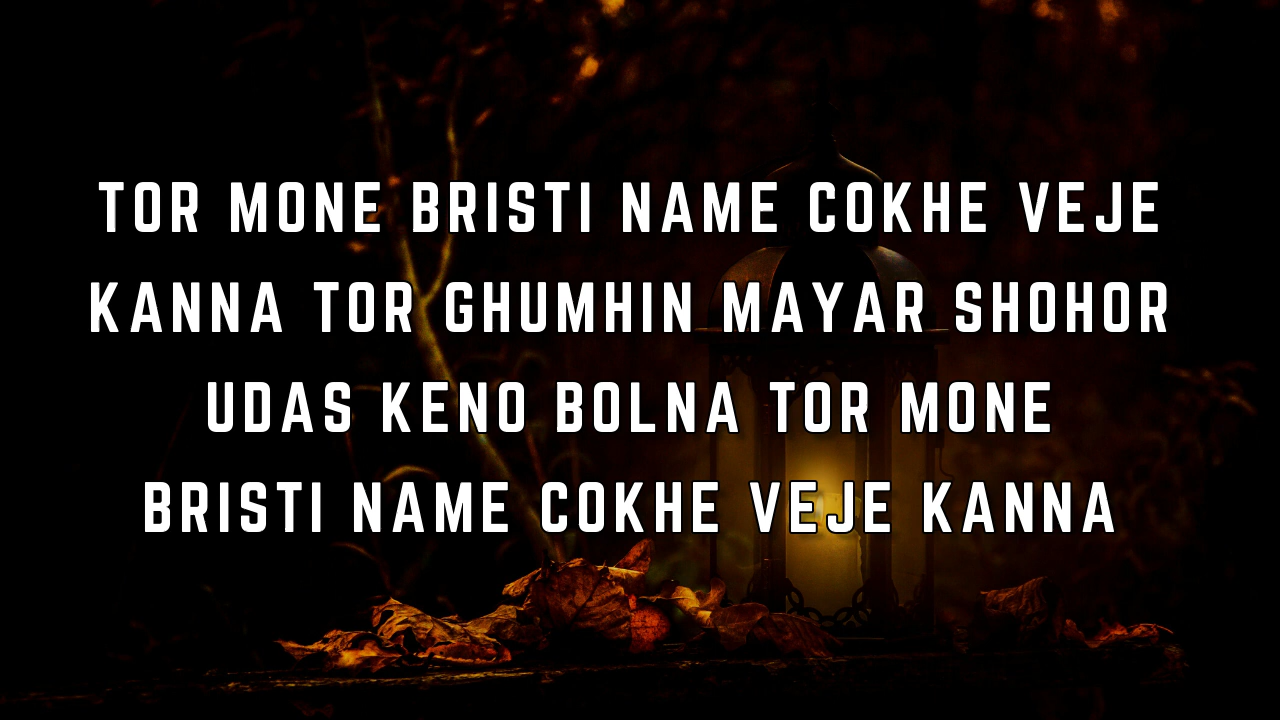 TOR MONE BRISTI NAME COKHE VEJE
KANNA TOR GHUMHIN MAYAR SHOHOR
UDAS KENO BOLNA TOR MONE
BRISTI NAME COKHE VEJE KANNA